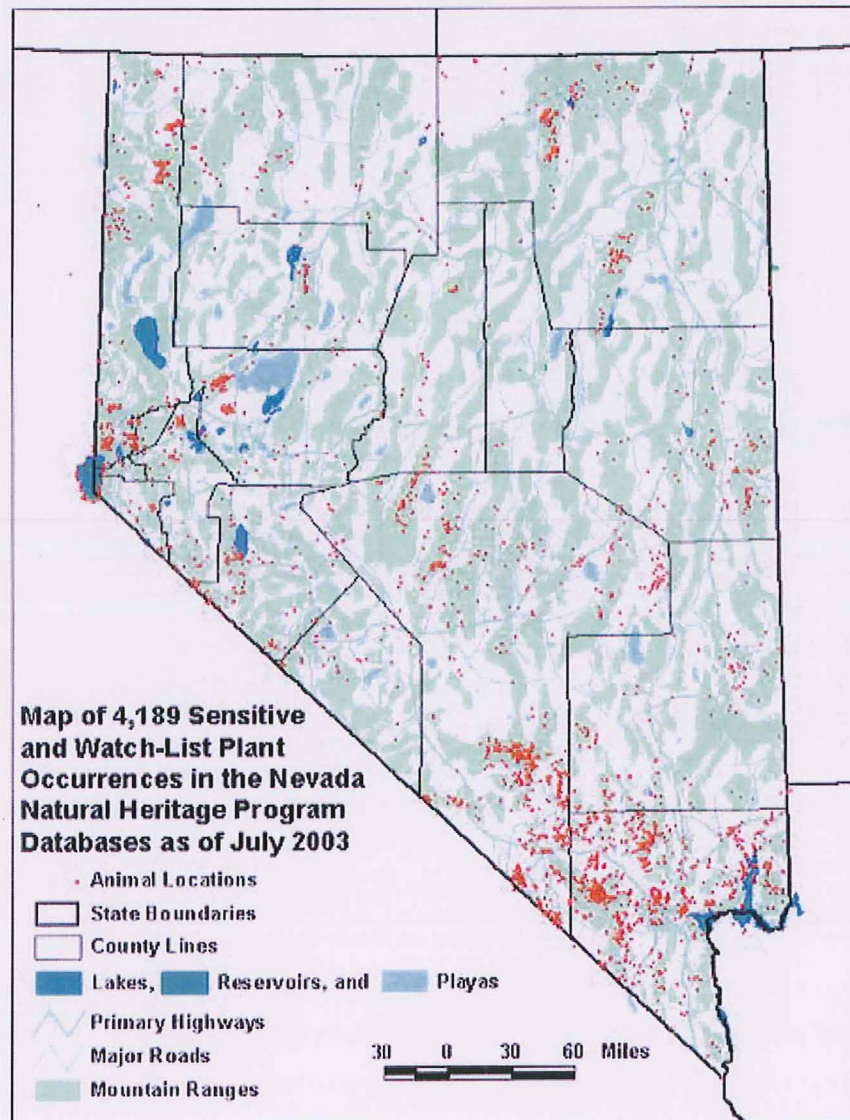 Map of 4,189 Sensitive
and Watch-List Plant
Occurrences in the Nevada
Natural Heritage Program
Databases as of July 2003
Animal Locations
State Boundaries
County Lines
Lakes, Reservoirs, and Playas
Primary Highways
Major Roads
Mountain Ranges
30 0 30 60 Miles